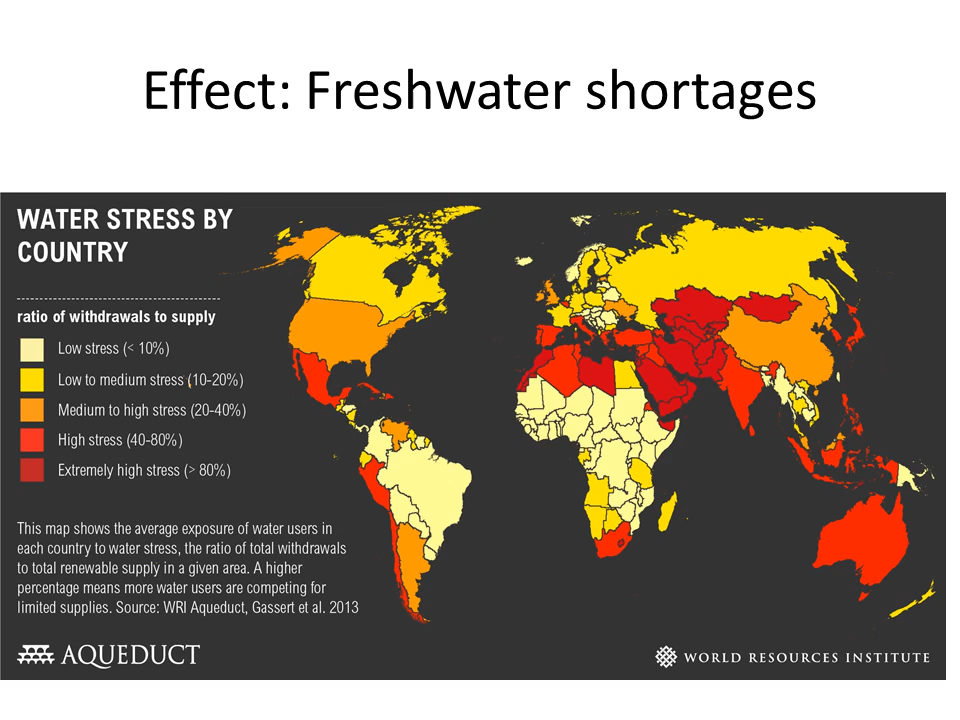 Effect: Freshwater shortages
WATER STRESS BY
COUNTRY
ratio of withdrawals to supply
Low stress (< 10%)
Low to medium stress (10-20%)
Medium to high stress (20-40%)
High stress (40-80%)
Extremely high stress (> 80%)
This map shows the average exposure of water users in
each country to water stress, the ratio of total withdrawals
to total renewable supply in a given area. A higher
percentage means more water users are competing for
limited supplies. Source: WRI Aqueduct, Gassert et al. 2013
AQUEDUCT
WORLD RESOURCES INSTITUTE